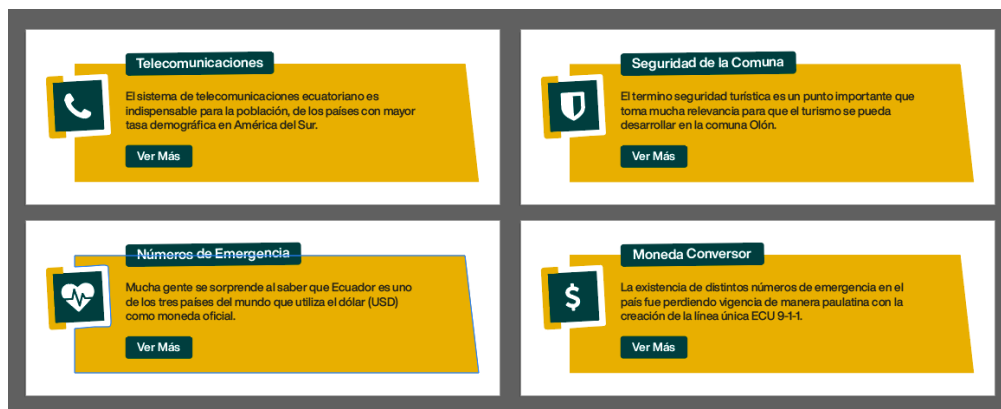 Telecomunicaciones
El sistema de telecomunicaciones ecuatoriano es
indispensable para la población, de los países con mayor
tasa demográfica en América del Sur.
Ver Más
Seguridad de la Comuna
El termino seguridad turística es un punto importante que
toma mucha relevancia para que el turismo se pueda
desarrollar en la comuna Olón.
Ver Más
Números de Emergencia
Mucha gente se sorprende al saber que Ecuador es uno
de los tres países del mundo que utiliza el dólar (USD)
como moneda oficial.
Ver Más
Moneda Conversor
La existencia de distintos números de emergencia en el
país fue perdiendo vigencia de manera paulatina con la
creación de la línea única ECU 9-1-1.
Ver Más